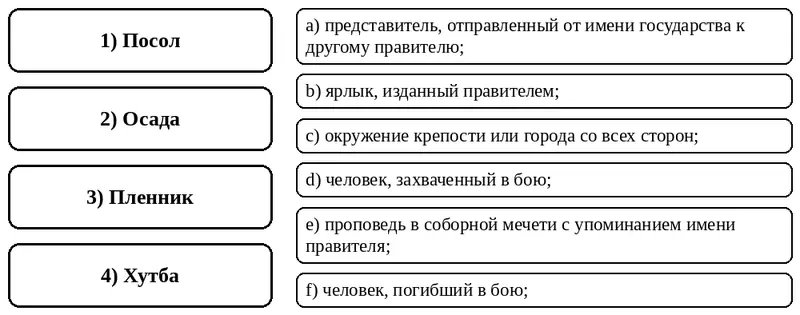 1) Посол
2) Осада
3) Пленник
4) Хутба
a) представитель, отправленный от имени государства к
другому правителю;
b) ярлык, изданный правителем;
c) окружение крепости или города со всех сторон;
d) человек, захваченный в бою;
e) проповедь в соборной мечети с упоминанием имени
правителя;
f) человек, погибший в бою;